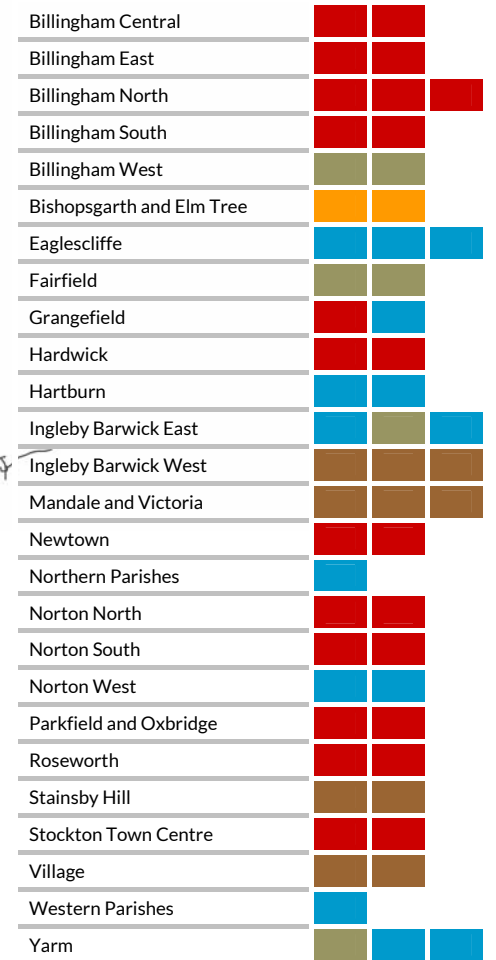 Billingham Central
Billingham East
Billingham North
Billingham South
Billingham West
Bishopsgarth and Elm Tree
Eaglescliffe
Fairfield
Grangefield
Hardwick
Hartburn
Ingleby Barwick East
Ingleby Barwick West
Mandale and Victoria
Newtown
Northern Parishes
Norton North
Norton South
Norton West
Parkfield and Oxbridge
Roseworth
Stainsby Hill
Stockton Town Centre
Village
Western Parishes
Yarm